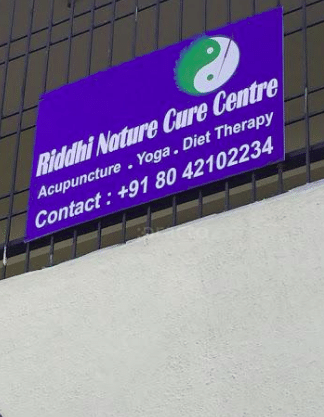 Riddhi Nature Cure Centre
Acupuncture . Yoga . Diet Therapy
Contact : +91 80 42102234